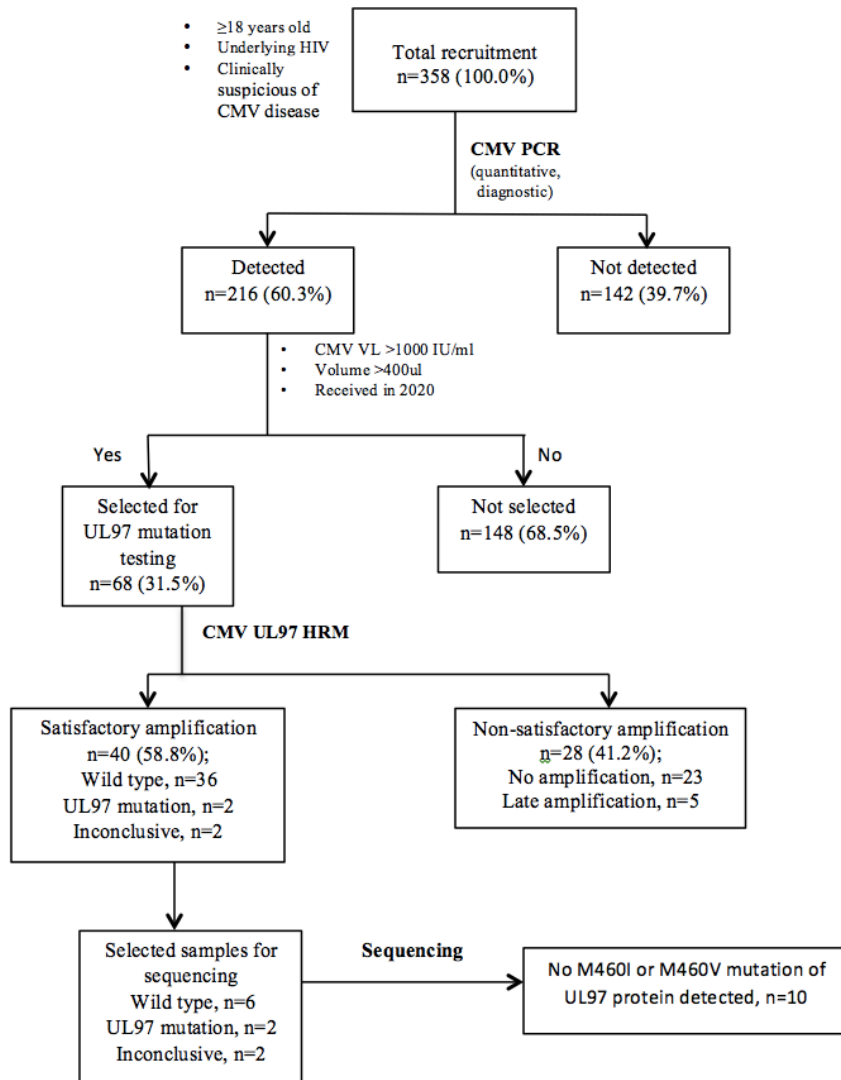 • ≥18 years old
• Underlying HIV
• Clinically
suspicious of
CMV disease
Total recruitment
n=358 (100.0%)
CMV PCR
(quantitative,
diagnostic)
Detected
n=216 (60.3%)
Not detected
n=142 (39.7%)
• CMV VL >1000 IU/ml
• Volume >400ul
• Received in 2020
Yes
No
Selected for
UL97 mutation
testing
n=68 (31.5%)
Not selected
n=148 (68.5%)
CMV UL97 HRM
Satisfactory amplification
n=40 (58.8%);
Wild type, n=36
UL97 mutation, n=2
Inconclusive, n=2
Non-satisfactory amplification
n=28 (41.2%);
No amplification, n=23
Late amplification, n=5
Selected samples for
sequencing
Wild type, n=6
UL97 mutation, n=2
Inconclusive, n=2
Sequencing
No M460I or M460V mutation of
UL97 protein detected, n=10